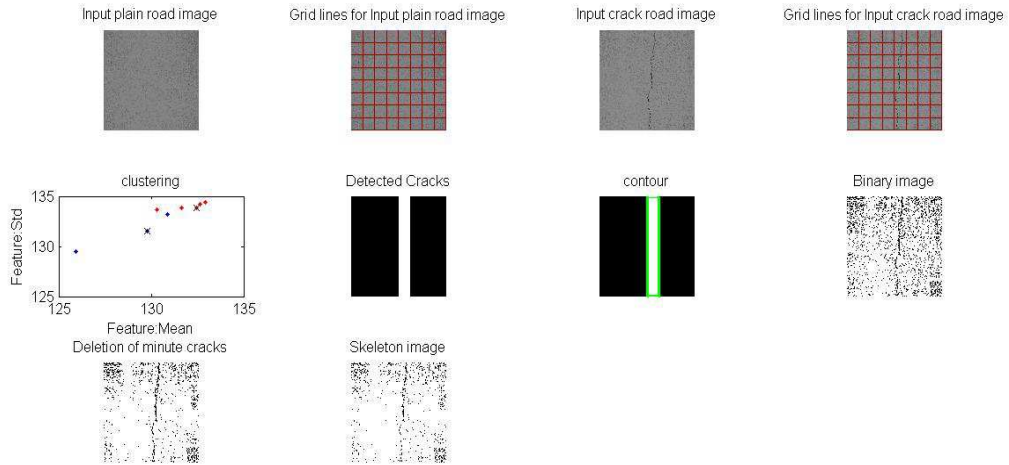 Input plain road image
Grid lines for Input plain road image
Input crack road image
Grid lines for Input crack road image
clustering
Detected Cracks
contour
Binary image
135
130
125
Feature:Std
125
130
135
Feature:Mean
Deletion of minute cracks
Skeleton image